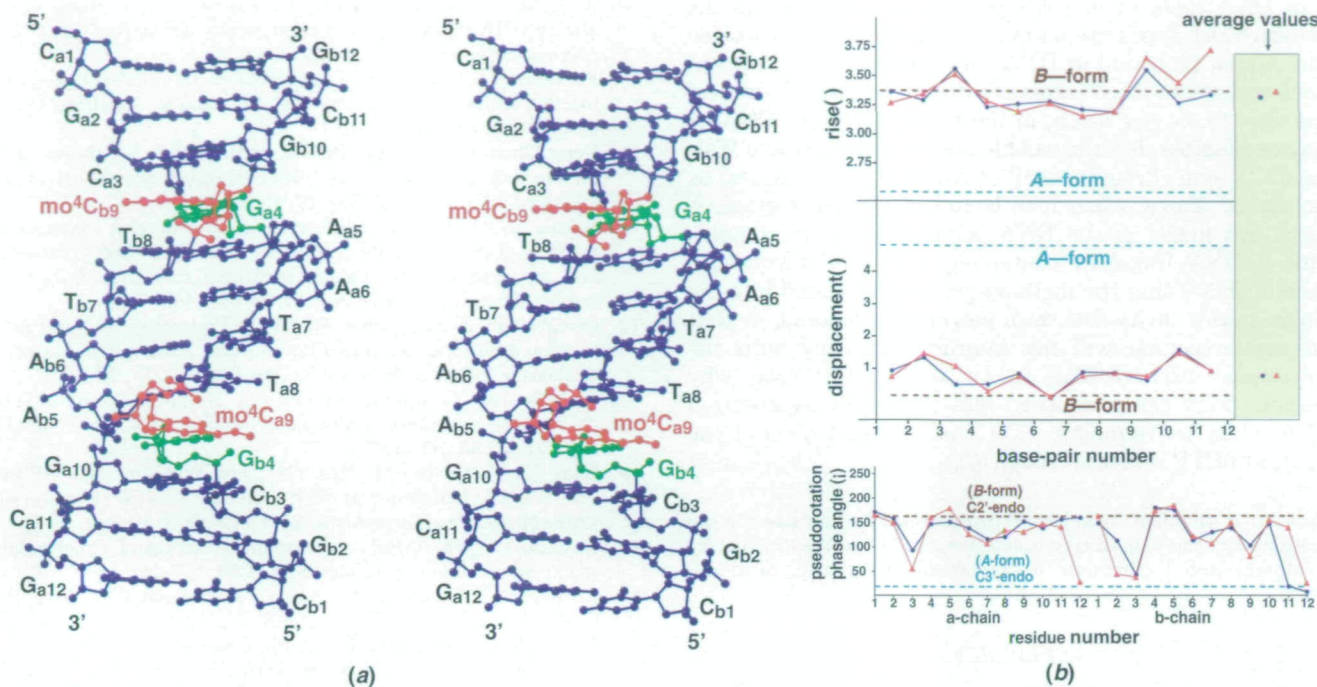 5’
3’
Ca1
Gb12
Ga2
Cb11
Gb10
Ca3
mo⁴Cb9
Ga4
Tb8
Aa5
Tb7
Aa6
Ta7
Ab6
Ta8
Ab5
mo⁴Ca9
Ga10
Gb4
Cb3
Ca11
Gb2
Ga12
Cb1
3’
5’
5’
3’
Ca1
Gb12
Ga2
Cb11
Gb10
Ca3
mo⁴Cb9
Ga4
Tb8
Aa5
Tb7
Aa6
Ta7
Ab6
Ta8
Ab5
mo⁴Ca9
Ga10
Gb4
Cb3
Ca11
Gb2
Ga12
Cb1
3’
5’
(a)
average values
rise( )
3.75
3.50
3.25
3.00
2.75
B—form
A—form
A—form
displacement( )
4
3
2
1
B—form
1 2 3 4 5 6 7 8 9 10 11 12
base-pair number
pseudorotation
phase angle (j)
250
200
150
100
50
(B-form)
C2'-endo
(A-form)
C3'-endo
1 2 3 4 5 6 7 8 9 10 11 12 1 2 3 4 5 6 7 8 9 10 11 12
a-chain
b-chain
residue number
(b)